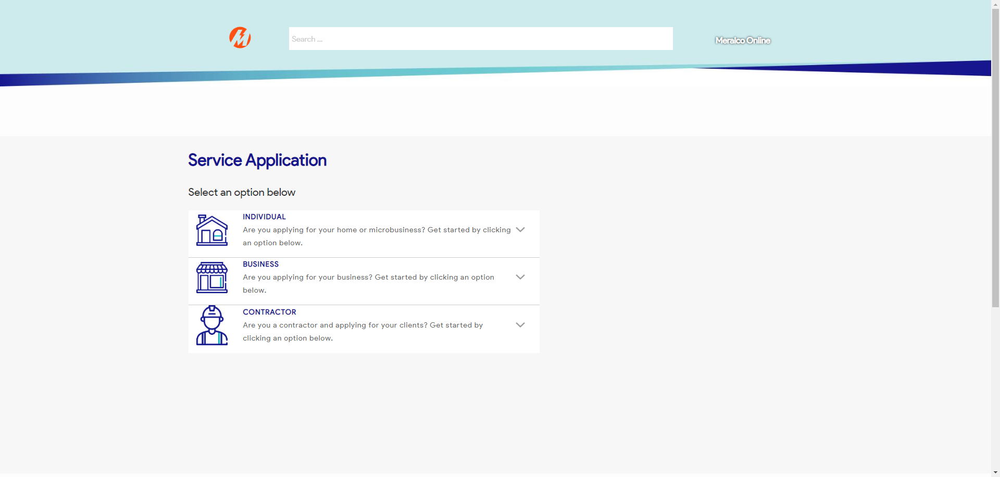 Search ...
Meralco Online
Service Application
Select an option below
INDIVIDUAL
Are you applying for your home or microbusiness? Get started by clicking
an option below.
BUSINESS
Are you applying for your business? Get started by clicking an option
below.
CONTRACTOR
Are you a contractor and applying for your clients? Get started by
clicking an option below.